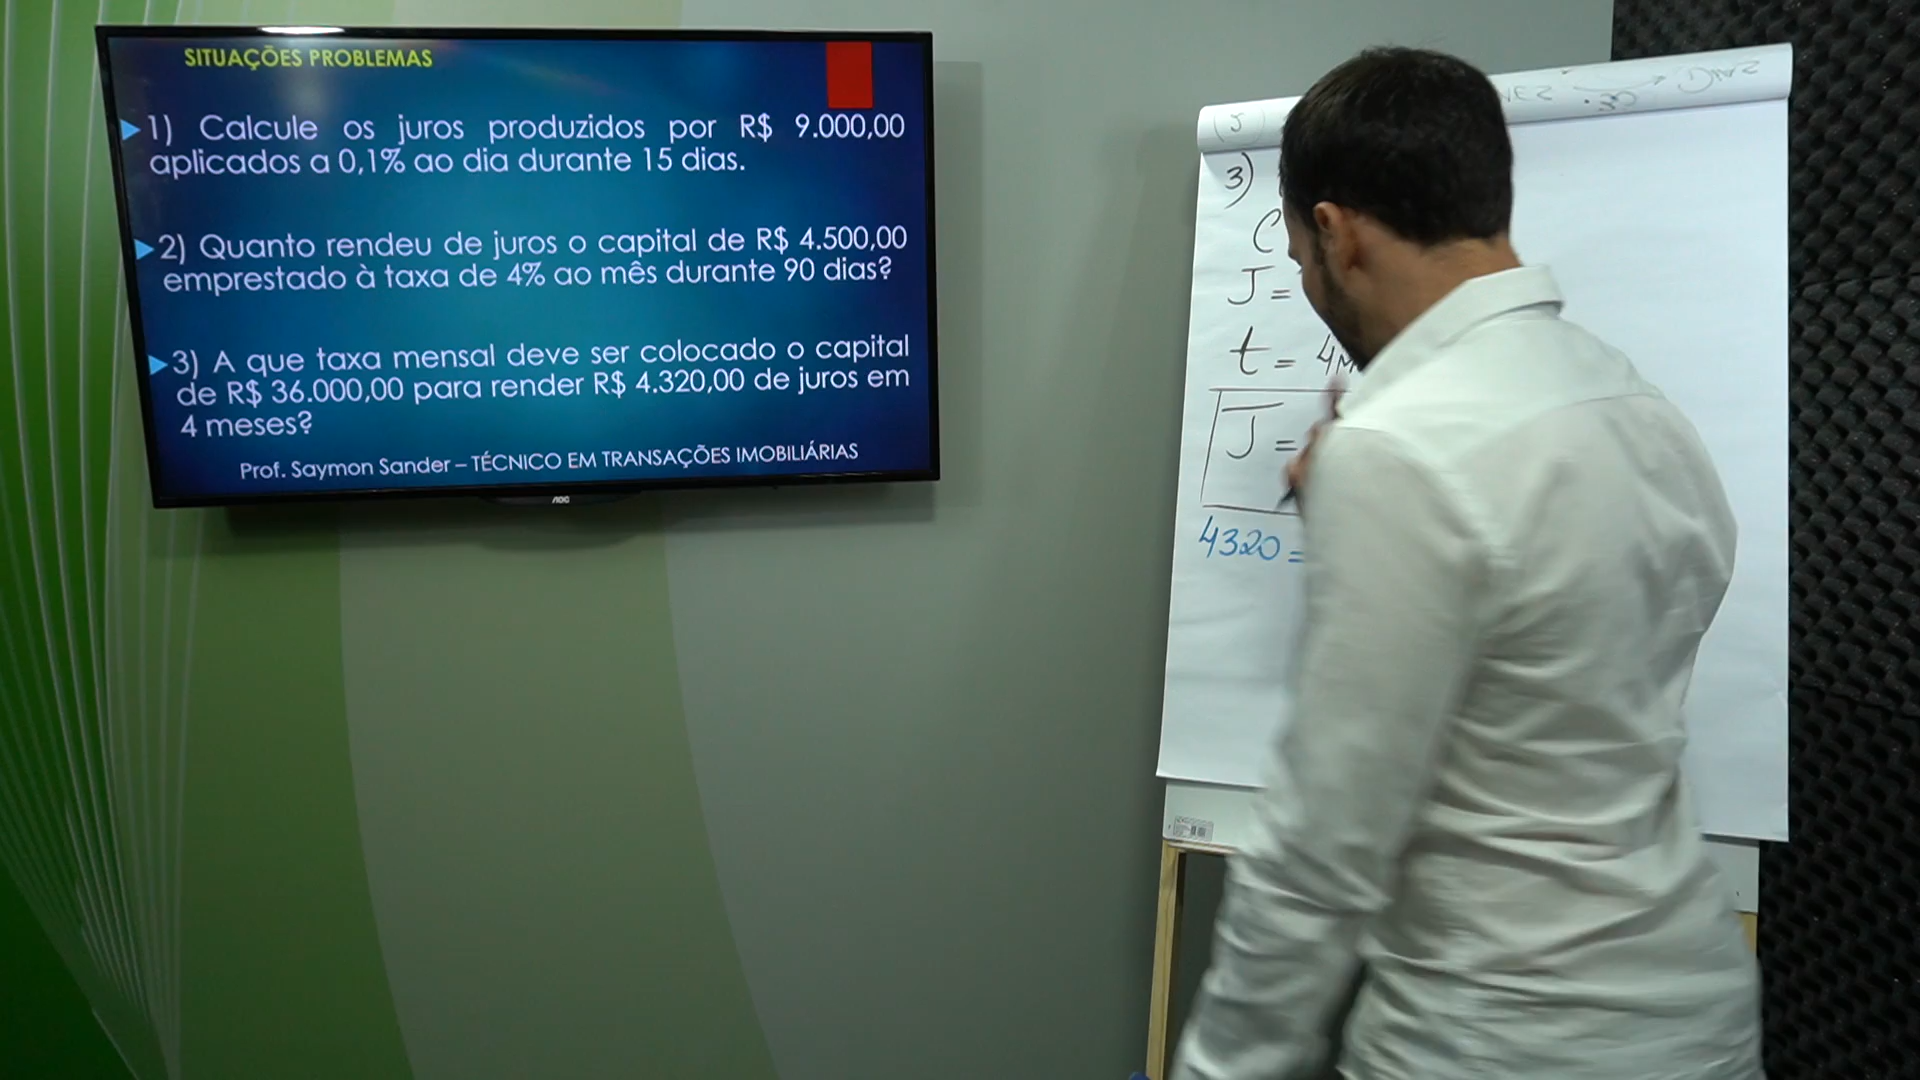 SITUAÇÕES PROBLEMAS
1) Calcule os juros produzidos por R$ 9.000,00
aplicados a 0,1% ao dia durante 15 dias.
2) Quanto rendeu de juros o capital de R$ 4.500,00
emprestado à taxa de 4% ao mês durante 90 dias?
3) A que taxa mensal deve ser colocado o capital
de R$ 36.000,00 para render R$ 4.320,00 de juros em
4 meses?
Prof. Saymon Sander – TÉCNICO EM TRANSAÇÕES IMOBILIÁRIAS
AOC
3)
C
J =
t = 4M
J =
4320 =